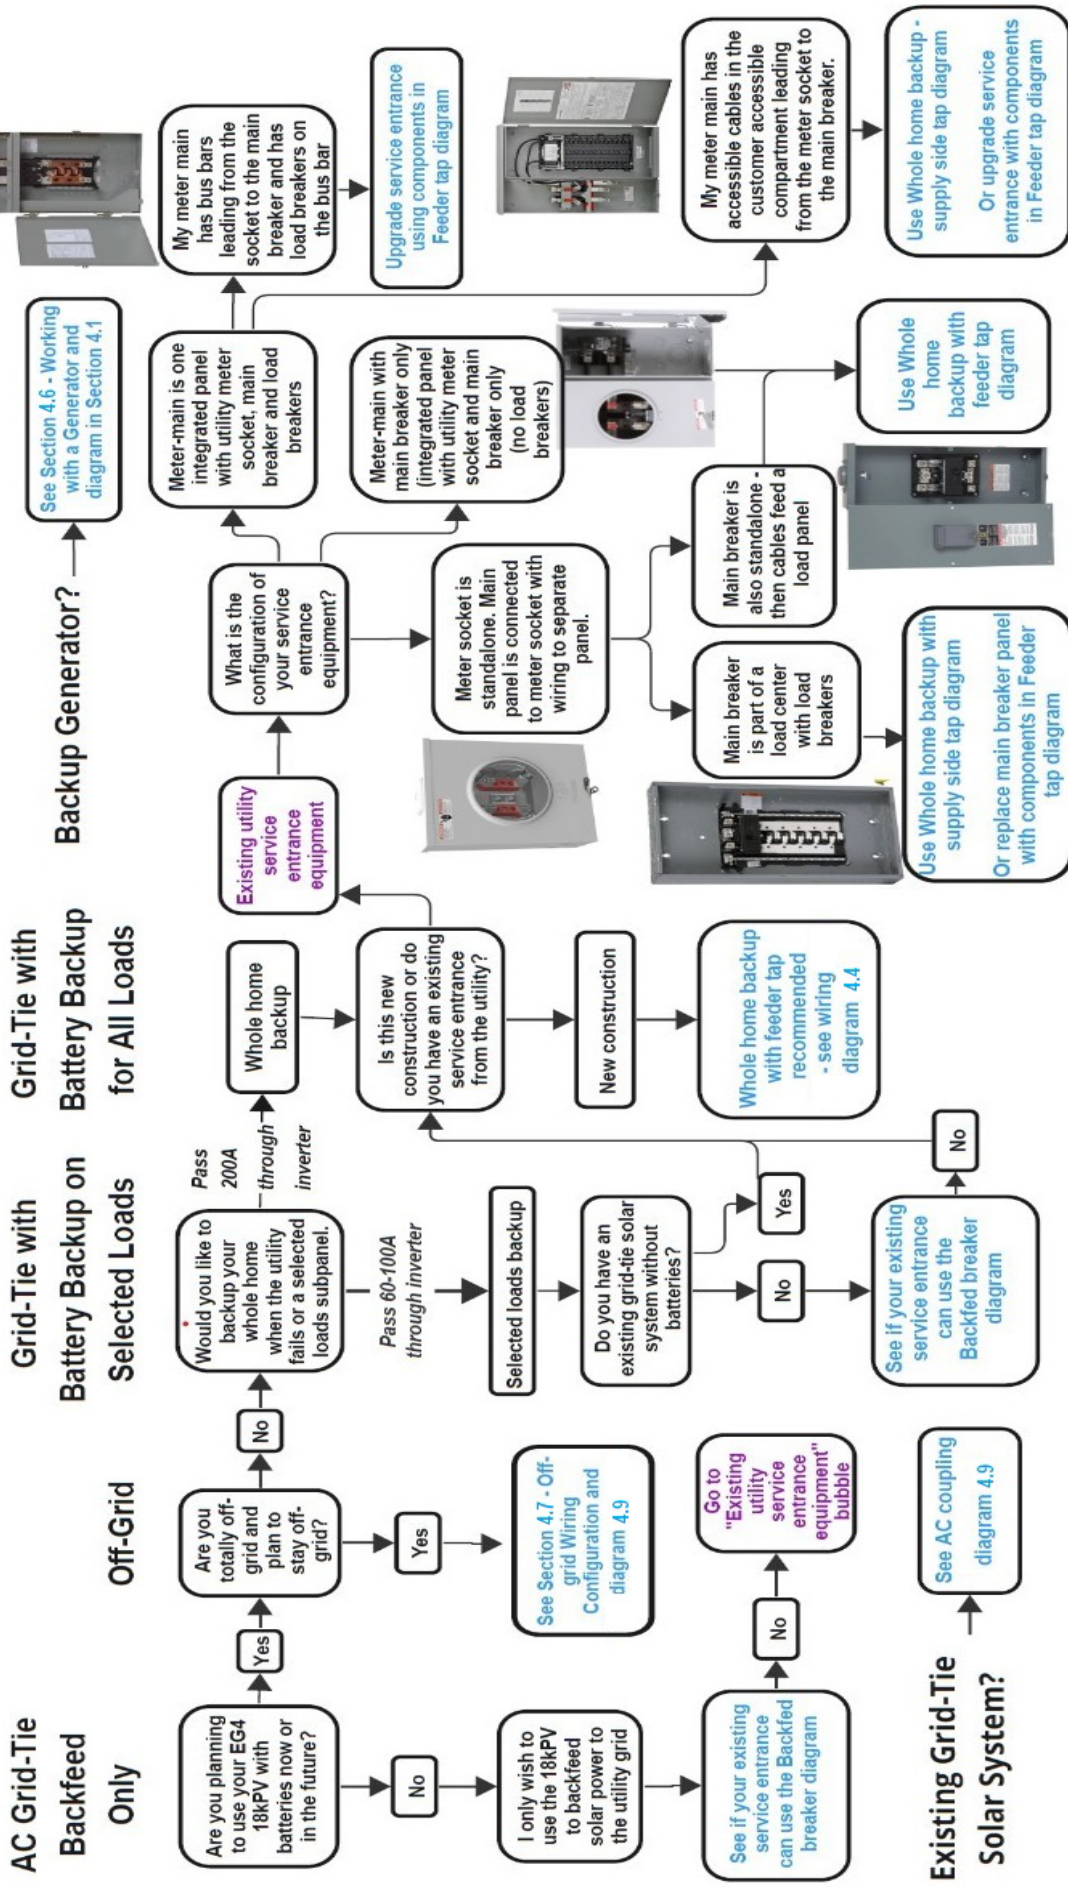 AC Grid-Tie
Backfeed
Only
Off-Grid
Grid-Tie with
Battery Backup on
Selected Loads
Grid-Tie with
Battery Backup
for All Loads
Backup Generator?
See Section 4.6 - Working
with a Generator and
diagram in Section 4.1
Are you planning
to use your EG4
18kPV with
batteries now or
in the future?
Yes
Are you
totally off-
grid and
plan to
stay off-
grid?
No
Would you like to
backup your
whole home
when the utility
fails or a selected
loads subpanel.
Pass
200A
through
inverter
Whole home
backup
Existing utility
service
entrance
equipment
What is the
configuration of
your service
entrance
equipment?
Meter-main is one
integrated panel
with utility meter
socket, main
breaker and load
breakers
My meter main
has bus bars
leading from the
socket to the main
breaker and has
load breakers on
the bus bar
No
Yes
Pass 60-100A
through inverter
Is this new
construction or do
you have an existing
service entrance
from the utility?
Meter-main with
main breaker only
(integrated panel
with utility meter
socket and main
breaker only
(no load
breakers)
Upgrade service entrance
using components in
Feeder tap diagram
I only wish to
use the 18kPV
to backfeed
solar power to
the utility grid
See Section 4.7 - Off-
grid Wiring
Configuration and
diagram 4.9
Selected loads backup
Do you have an
existing grid-tie solar
system without
batteries?
New construction
Meter socket is
standalone. Main
panel is connected
to meter socket with
wiring to separate
panel.
See if your existing
service entrance
can use the Backfed
breaker diagram
No
Go to
"Existing
utility
service
entrance
equipment"
bubble
No
Yes
Whole home backup
with feeder tap
recommended
- see wiring
diagram 4.4
Main breaker
is part of a
load center
with load
breakers
Main breaker is
also standalone -
then cables feed a
load panel
My meter main has
accessible cables in the
customer accessible
compartment leading
from the meter socket to
the main breaker.
See if your existing
service entrance
can use the
Backfed breaker
diagram
No
Use Whole home backup with
supply side tap diagram
Or replace main breaker panel
with components in Feeder
tap diagram
Use Whole
home
backup with
feeder tap
diagram
Use Whole home backup -
supply side tap diagram
Or upgrade service
entrance with components
in Feeder tap diagram
Existing Grid-Tie
Solar System?
See AC coupling
diagram 4.9